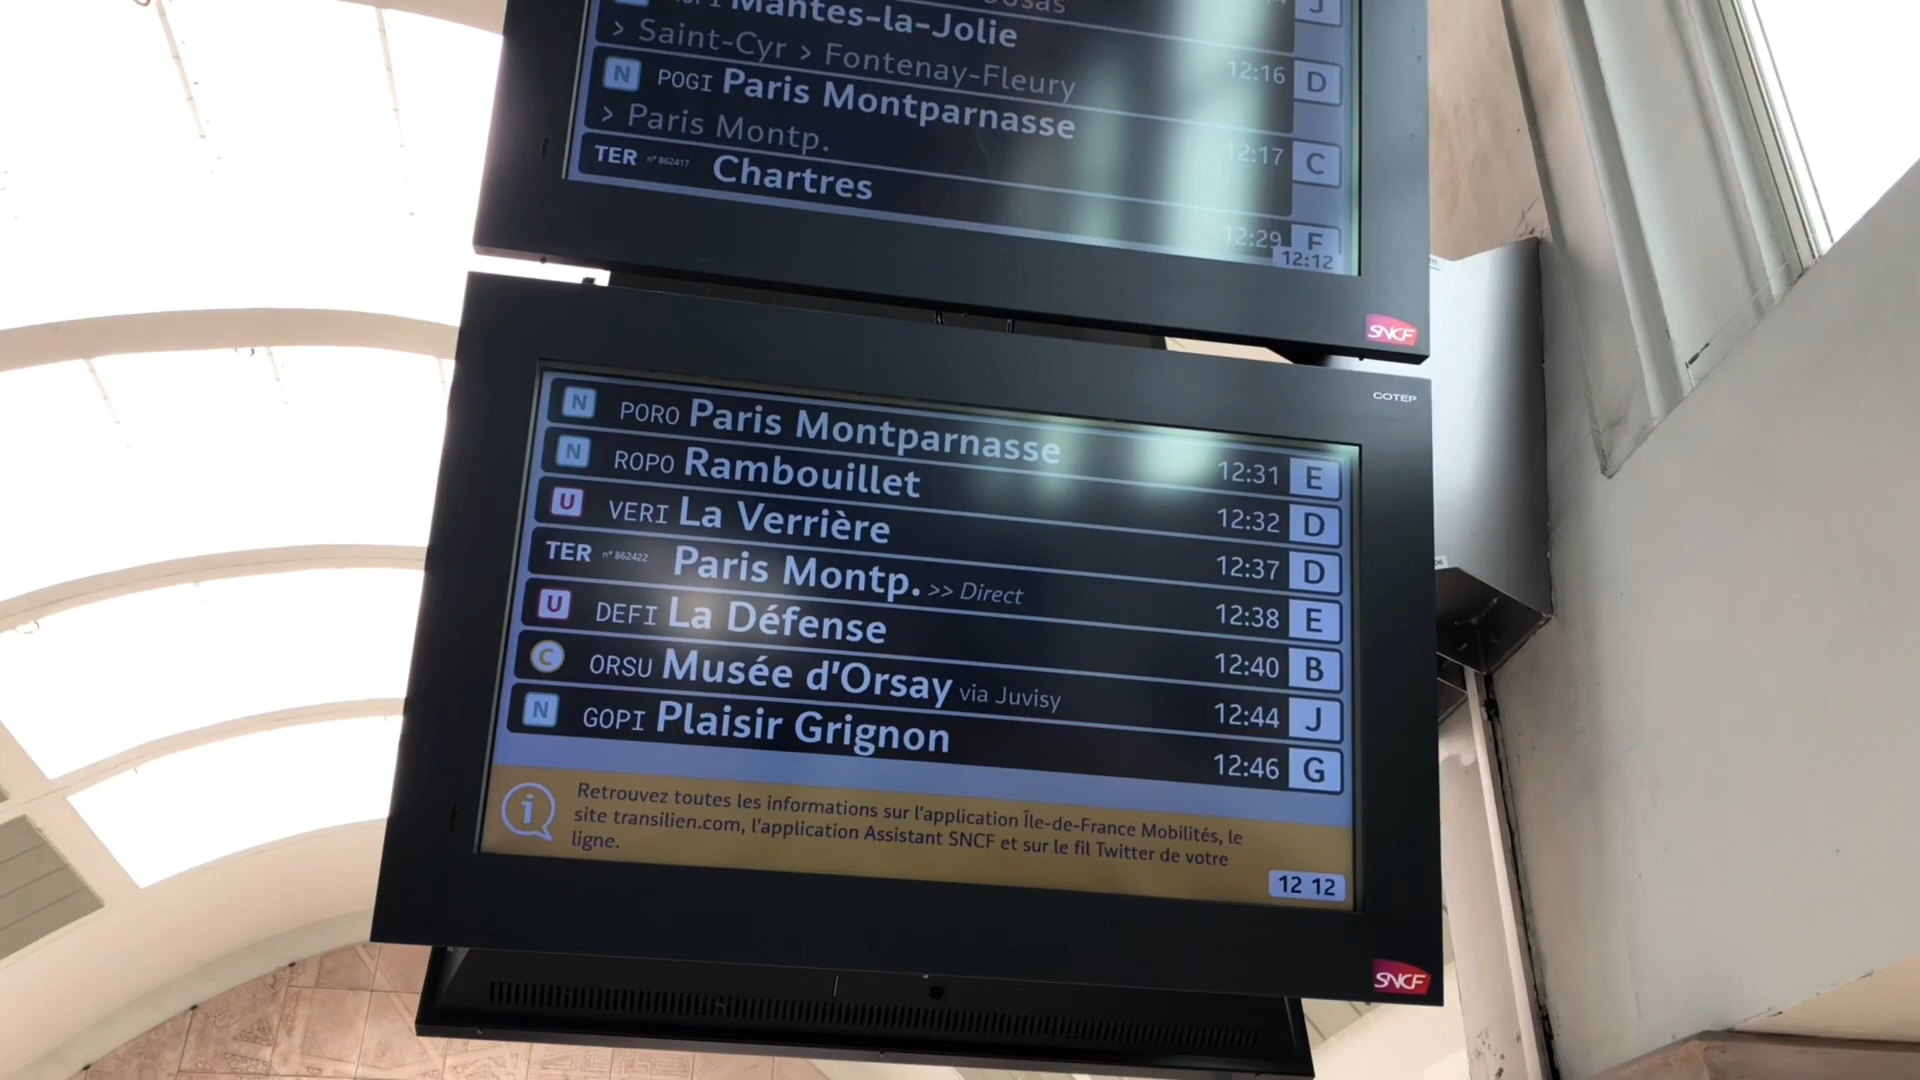 Mantes-la-Jolie
> Saint-Cyr > Fontenay-Fleury
12:16 D
N POGI Paris Montparnasse
> Paris Montp.
12:17 C
TER n° 862417 Chartres
12:29
12:12
SNCF
COTEP
N PORO Paris Montparnasse 12:31 E
N ROPO Rambouillet 12:32 D
U VERI La Verrière 12:37 D
TER n° 862422 Paris Montp. >> Direct 12:38 E
U DEFI La Défense 12:40 B
C ORSU Musée d'Orsay via Juvisy 12:44 J
N GOPI Plaisir Grignon 12:46 G
i Retrouvez toutes les informations sur l'application Île-de-France Mobilités, le
site transilien.com, l'application Assistant SNCF et sur le fil Twitter de votre
ligne.
12 12
SNCF